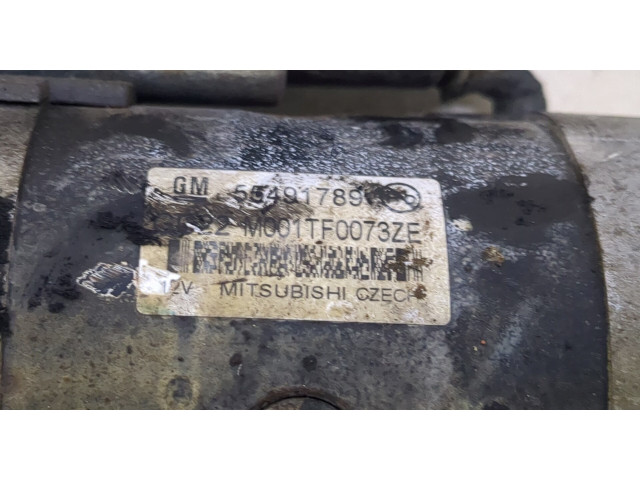 GM 55491789
M001TF0073ZE
12V MITSUBISHI CZECH